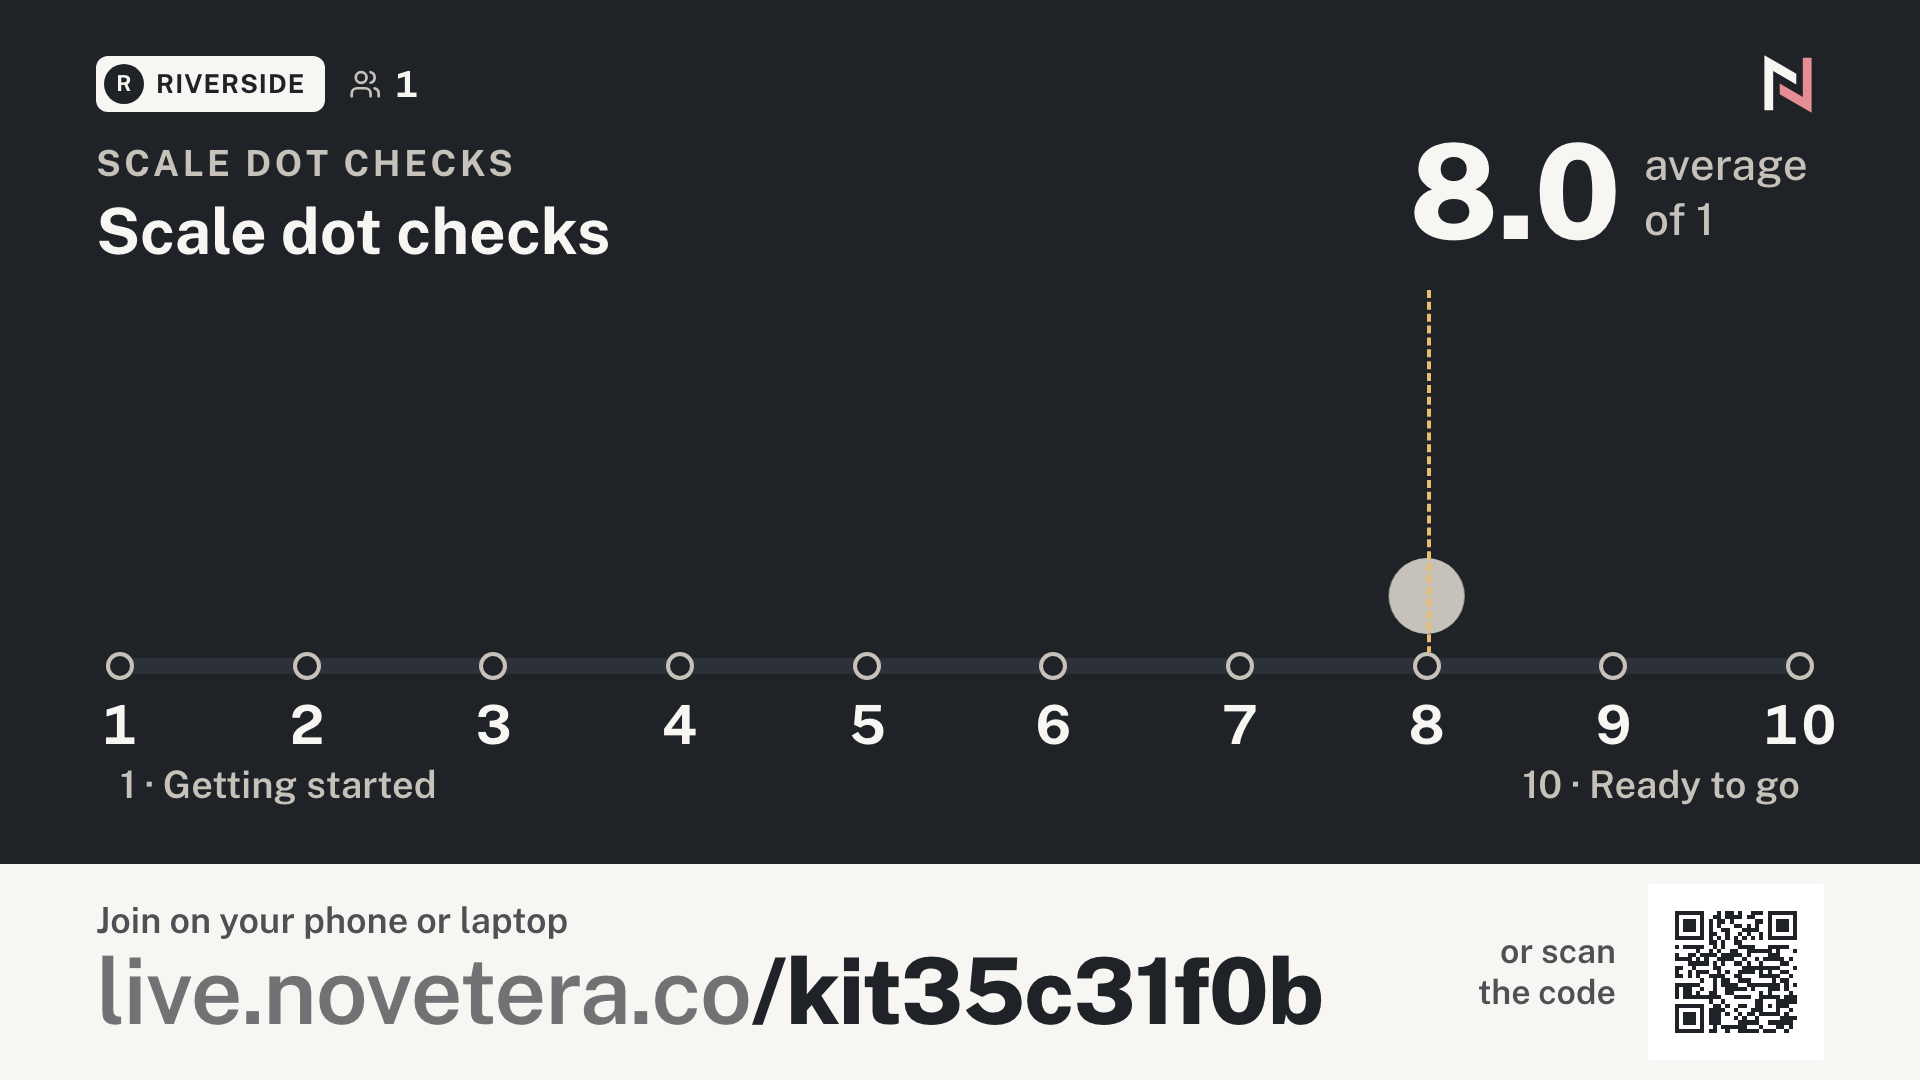 R RIVERSIDE 1
SCALE DOT CHECKS
Scale dot checks
8.0 average
of 1
1 2 3 4 5 6 7 8 9 10
1 · Getting started 10 · Ready to go
Join on your phone or laptop
live.novetera.co/kit35c31f0b
or scan
the code